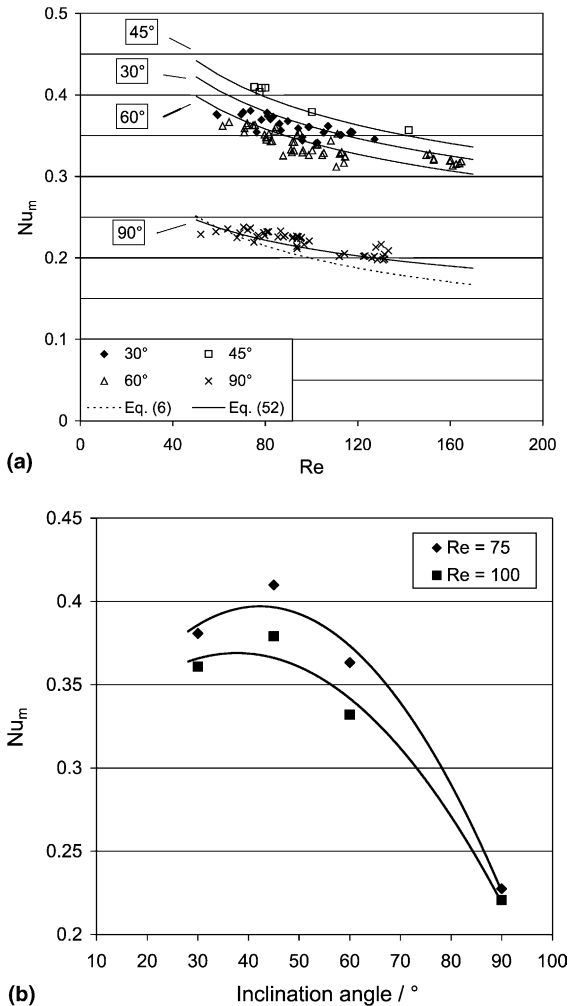 0.5
45°
30°
60°
90°
0.4
0.3
0.2
0.1
0
Nu_m
30° 45°
60° 90°
Eq. (6) Eq. (52)
0 40 80 120 160 200
(a) Re
(b)
0.45
0.4
0.35
0.3
0.25
0.2
Nu_m
Re = 75
Re = 100
10 20 30 40 50 60 70 80 90 100
Inclination angle / °